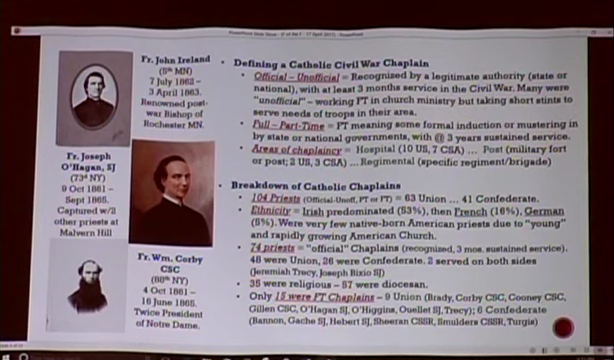 PowerPoint Slide Show
Fr. John Ireland
(5th MN)
7 July 1862 –
3 April 1863.
Renowned post-
war Bishop of
Rochester MN.
Fr. Joseph
O'Hagan, SJ
(73rd NY)
9 Oct 1861 –
Sept 1865.
Captured w/2
other priests at
Malvern Hill
Fr. Wm. Corby
CSC
(88th NY)
4 Oct 1861 –
16 June 1865.
Twice President
of Notre Dame.
• Defining a Catholic Civil War Chaplain
• Official – Unofficial = Recognized by a legitimate authority (state or
national), with at least 3 months service in the Civil War. Many were
"unofficial" – working FT in church ministry but taking short stints to
serve needs of troops in their area.
• Full – Part-Time = FT meaning some formal induction or mustering in
by state or national governments, with @ 3 years sustained service.
• Areas of chaplaincy = Hospital (10 US, 7 CSA) ... Post (military fort
or post; 2 US, 3 CSA) ... Regimental (specific regiment/brigade)
• Breakdown of Catholic Chaplains
• 104 Priests (Official-Unoff, PT or FT) = 63 Union ... 41 Confederate.
• Ethnicity = Irish predominated (53%), then French (16%), German
(5%). Were very few native-born American priests due to "young"
and rapidly growing American Church.
• 74 priests = "official" Chaplains (recognized, 3 mos. sustained service).
48 were Union, 26 were Confederate. 2 served on both sides
(Jeremiah Trecy, Joseph Bixio SJ)
• 35 were religious – 57 were diocesan.
• Only 15 were FT Chaplains – 9 Union (Brady, Corby CSC, Cooney CSC,
Gillen CSC, O'Hagan SJ, O'Higgins, Ouellet SJ, Trecy); 6 Confederate
(Bannon, Gache SJ, Hubert SJ, Sheeran CSSR, Smulders CSSR, Turgis)